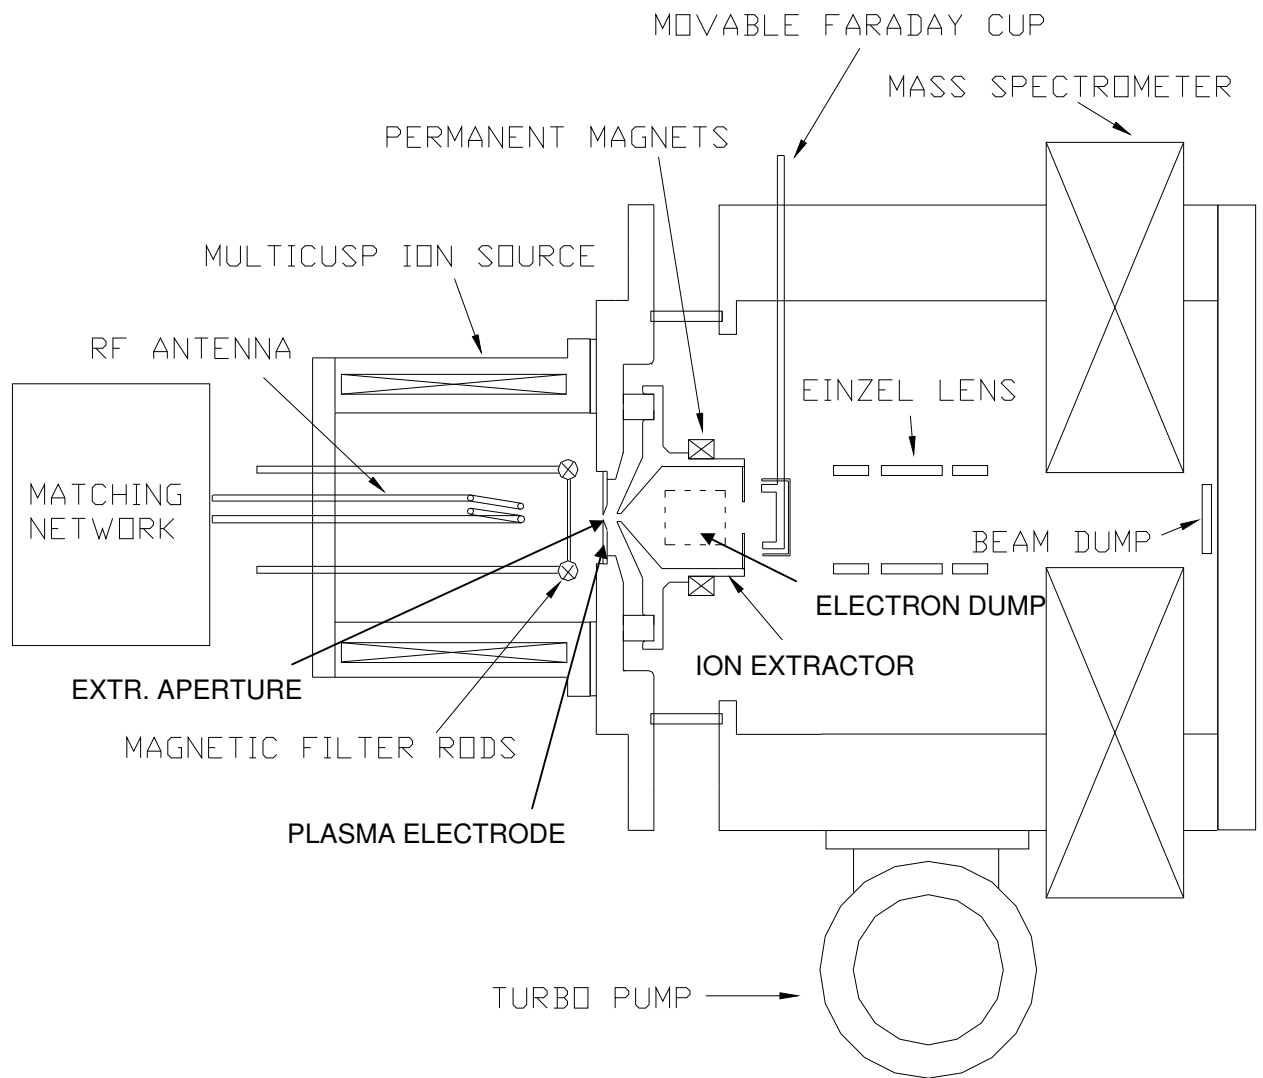 MOVABLE FARADAY CUP
MASS SPECTROMETER
PERMANENT MAGNETS
MULTICUSP ION SOURCE
RF ANTENNA
EINZEL LENS
MATCHING
NETWORK
BEAM DUMP
ELECTRON DUMP
ION EXTRACTOR
EXTR. APERTURE
MAGNETIC FILTER RODS
PLASMA ELECTRODE
TURBO PUMP